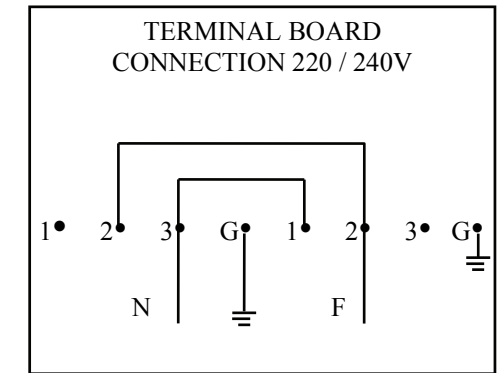 TERMINAL BOARD
CONNECTION 220 / 240V
1 2 3 G 1 2 3 G
N F